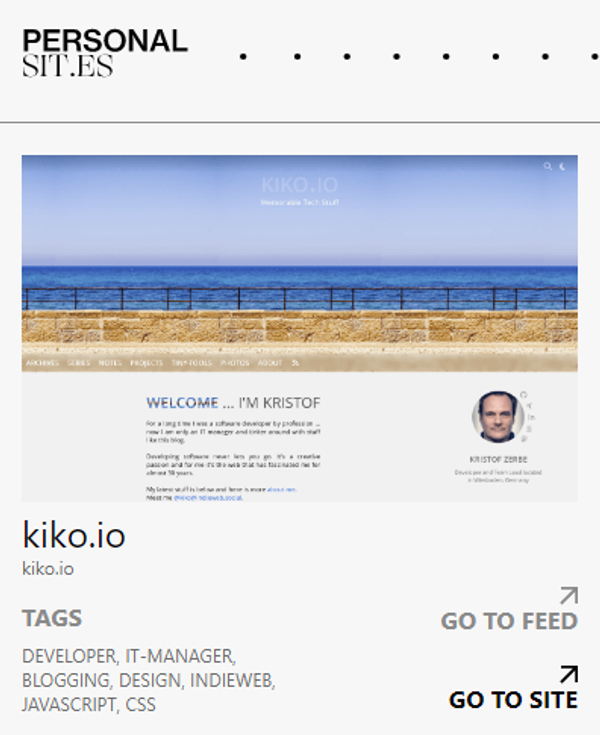 PERSONAL
SIT.ES
KIKO.IO
Memorable Tech Stuff
ARCHIVES SERIES NOTES PROJECTS TINY-TOOLS PHOTOS ABOUT
WELCOME ... I'M KRISTOF
For a long time I was a software developer by profession ...
now I am only an IT manager and tinker around with stuff
like this blog.
Developing software never lets you go. It's a creative
passion and for me it's the web that has fascinated me for
almost 30 years.
My latest stuff is below and here is more about me.
Meet me @kiko@indieweb.social.
KRISTOF ZERBE
Developer and Team Lead located
in Wiesbaden, Germany
kiko.io
kiko.io
TAGS
DEVELOPER, IT-MANAGER,
BLOGGING, DESIGN, INDIEWEB,
JAVASCRIPT, CSS
GO TO FEED
GO TO SITE